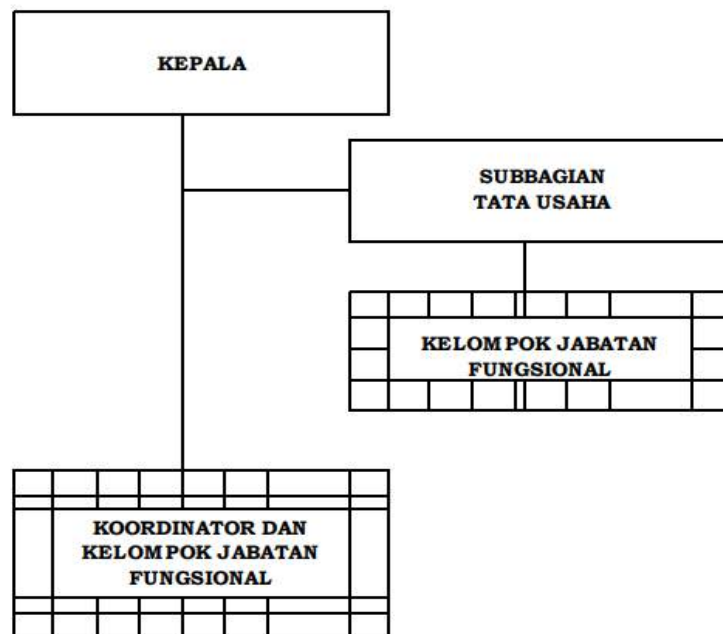 KEPALA
SUBBAGIAN
TATA USAHA
KELOMPOK JABATAN
FUNGSIONAL
KOORDINATOR DAN
KELOMPOK JABATAN
FUNGSIONAL